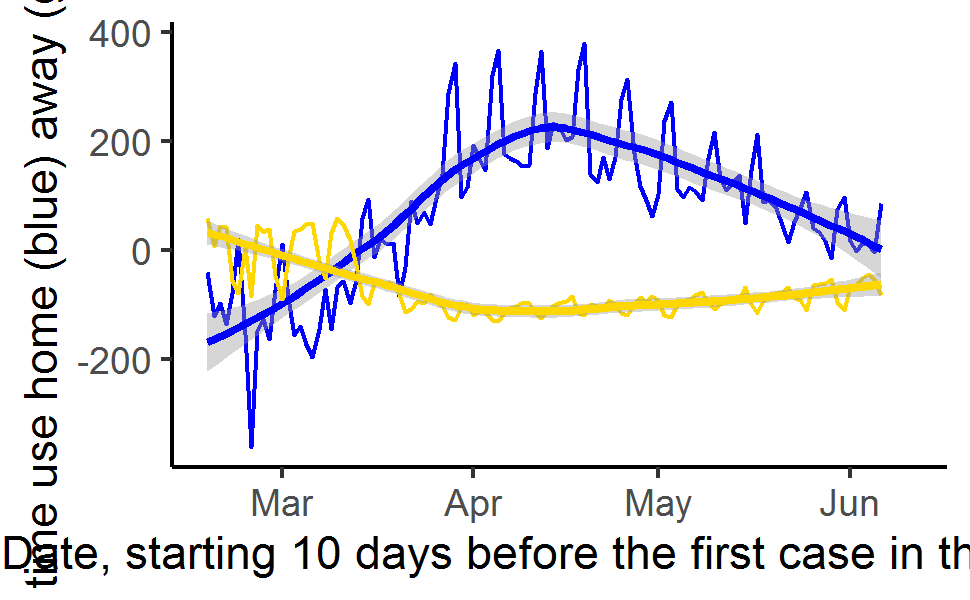 time use home (blue) away (
400
200
0
-200
Mar Apr May Jun
Date, starting 10 days before the first case in th